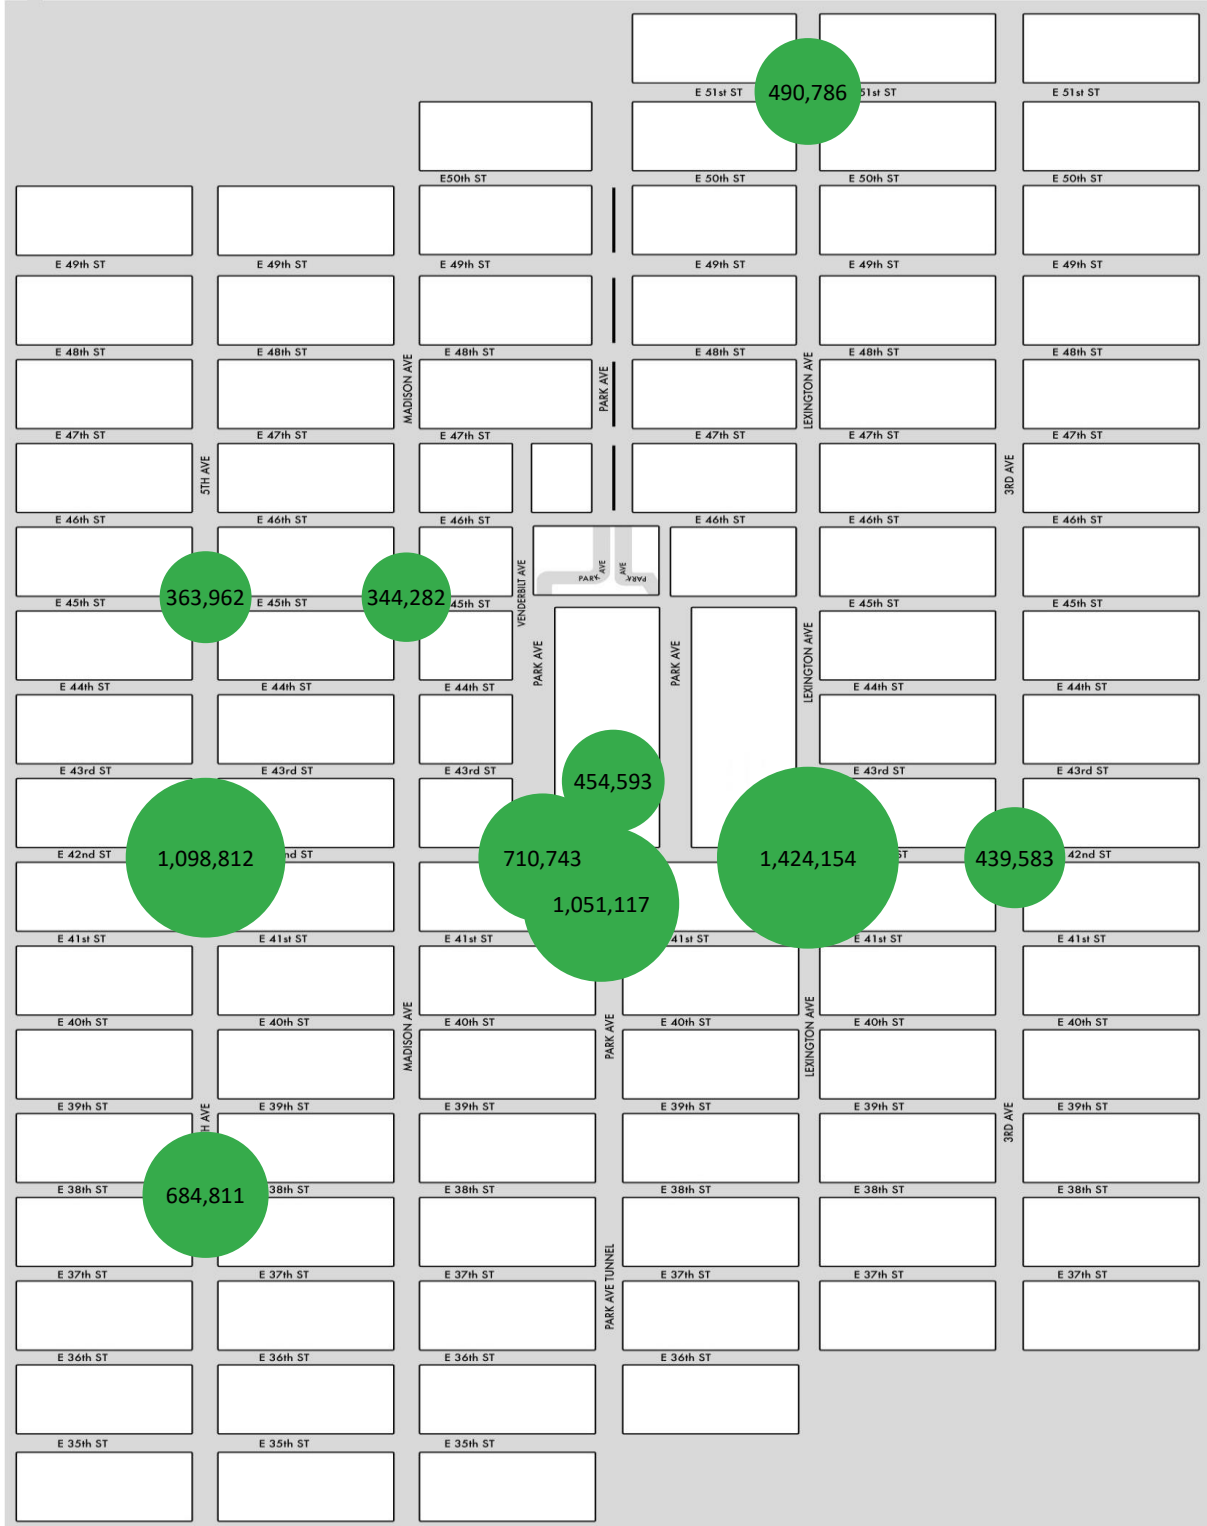 E 51st ST 490,786 51st ST E 51st ST
E50th ST E 50th ST E 50th ST E 50th ST
E 49th ST E 49th ST E 49th ST E 49th ST E 49th ST E 49th ST
E 48th ST E 48th ST E 48th ST E 48th ST E 48th ST E 48th ST
MADISON AVE
PARK AVE
LEXINGTON AVE
E 47th ST E 47th ST E 47th ST E 47th ST E 47th ST E 47th ST
5TH AVE
3RD AVE
E 46th ST E 46th ST E 46th ST E 46th ST E 46th ST E 46th ST
VENDERBILT AVE
PARK AVE
AVE PARK
363,962 E 45th ST 344,282 45th ST
E 45th ST E 45th ST E 45th ST
PARK AVE
PARK AVE
LEXINGTON AtVE
E 44th ST E 44th ST E 44th ST E 44th ST E 44th ST
E 43rd ST E 43rd ST E 43rd ST E 43rd ST E 43rd ST
454,593
E 42nd ST 1,098,812 nd ST 710,743 1,424,154 ST 439,583 42nd ST
1,051,117
E 41st ST E 41st ST E 41st ST 41st ST E 41st ST E 41st ST
MADISON AVE
PARK AVE
LEXINGTON AtVE
E 40th ST E 40th ST E 40th ST E 40th ST E 40th ST E 40th ST
E 39th ST E 39th ST E 39th ST E 39th ST E 39th ST E 39th ST
H AVE
3RD AVE
E 38th ST 684,811 38th ST E 38th ST E 38th ST E 38th ST E 38th ST
E 37th ST E 37th ST E 37th ST E 37th ST E 37th ST E 37th ST
PARK AVE TUNNEL
E 36th ST E 36th ST E 36th ST E 36th ST
E 35th ST E 35th ST E 35th ST